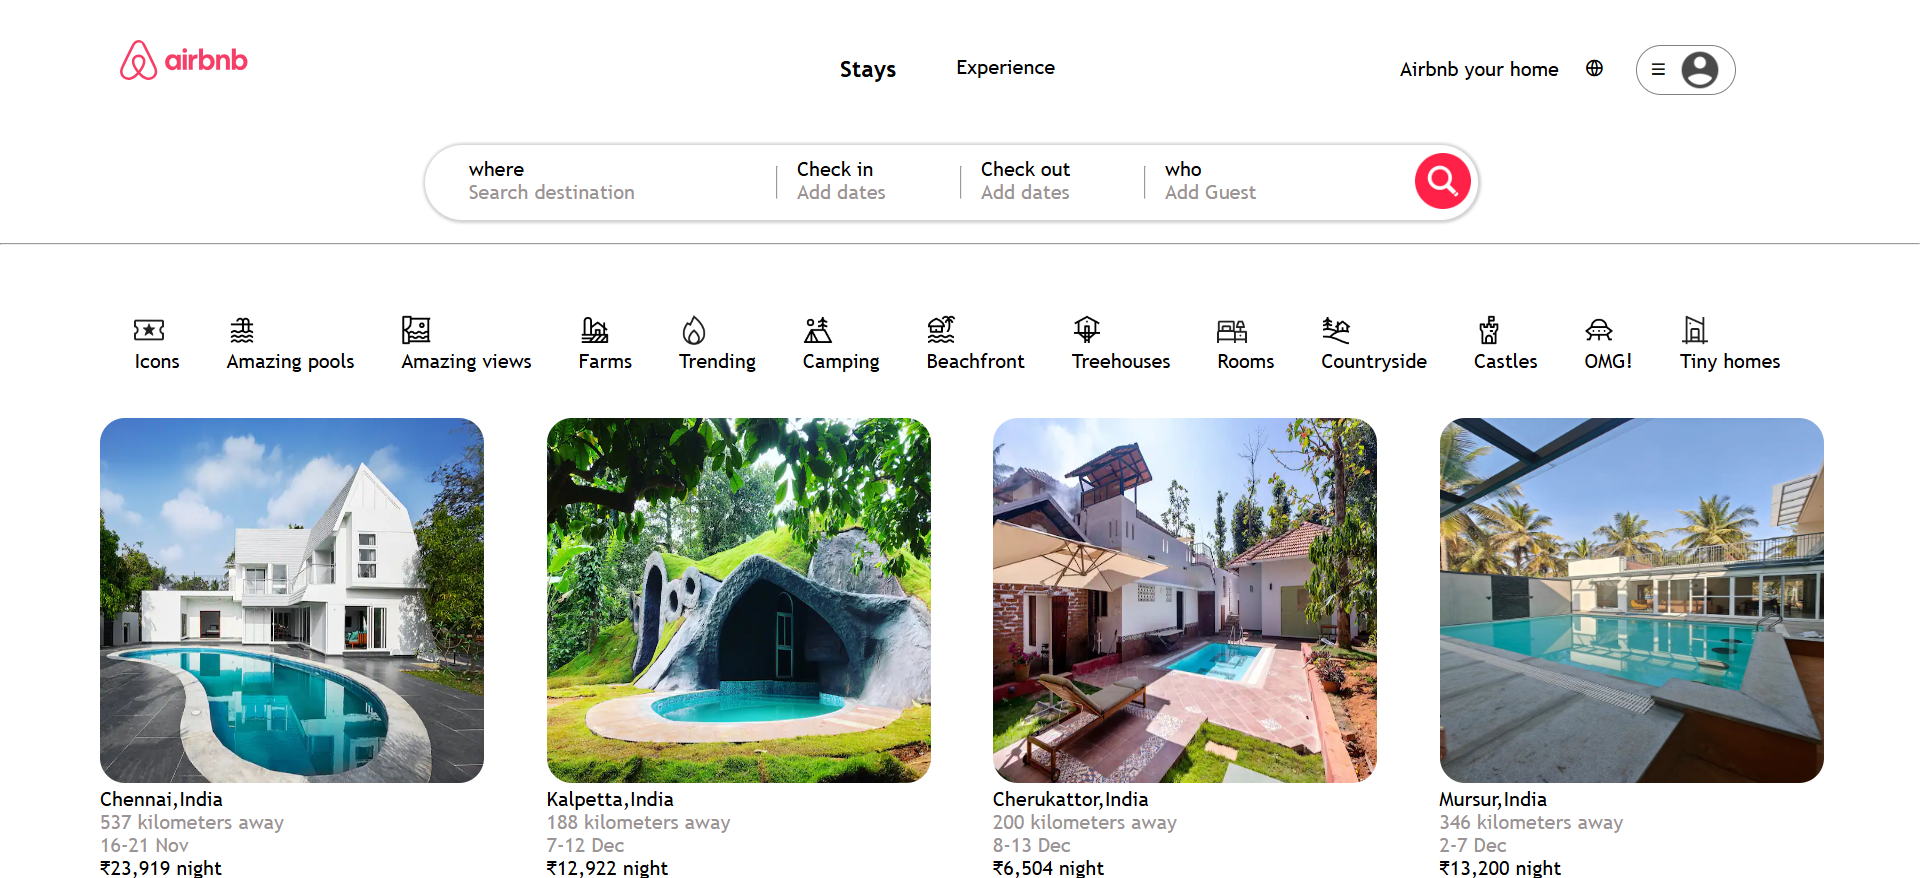 airbnb
Stays Experience
Airbnb your home
where Check in Check out who
Search destination Add dates Add dates Add Guest
Icons Amazing pools Amazing views Farms Trending Camping Beachfront Treehouses Rooms Countryside Castles OMG! Tiny homes
Chennai,India
537 kilometers away
16-21 Nov
₹23,919 night
Kalpetta,India
188 kilometers away
7-12 Dec
₹12,922 night
Cherukattor,India
200 kilometers away
8-13 Dec
₹6,504 night
Mursur,India
346 kilometers away
2-7 Dec
₹13,200 night